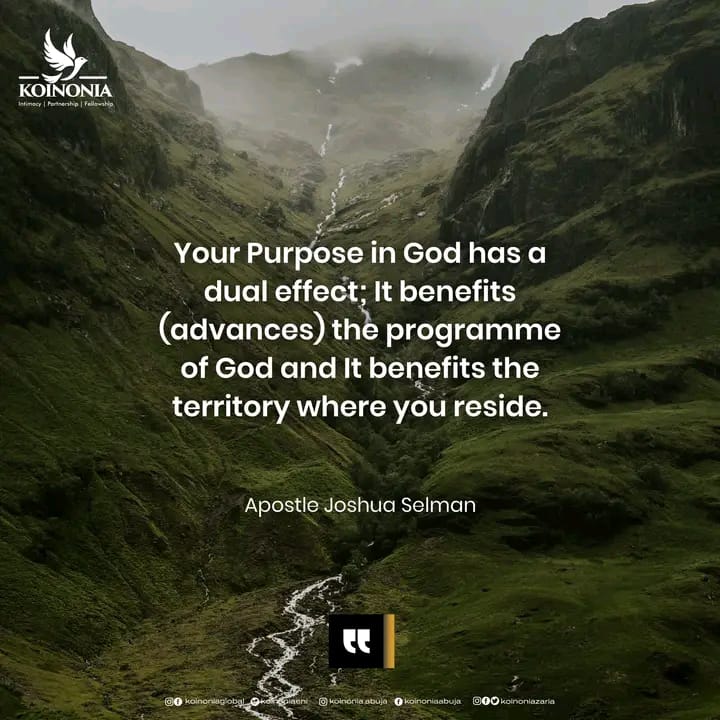 KOINONIA
Intimacy | Partnership | Fellowship
Your Purpose in God has a
dual effect; It benefits
(advances) the programme
of God and It benefits the
territory where you reside.
Apostle Joshua Selman
koinoniaglobal koinoniaeni koinonia.abuja koinoniaabuja koinoniazaria